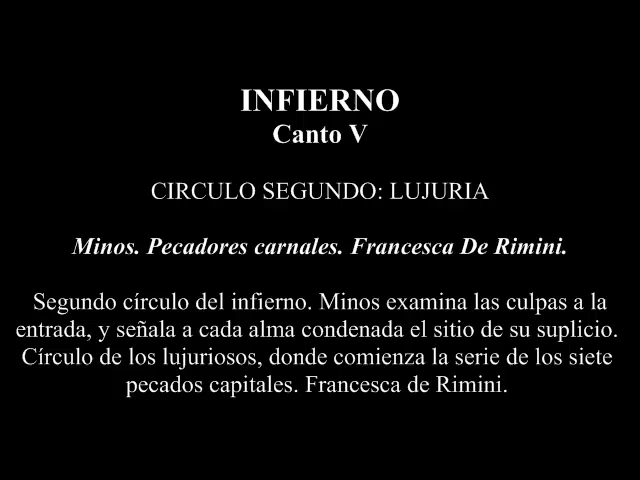 INFIERNO
Canto V
CIRCULO SEGUNDO: LUJURIA
Minos. Pecadores carnales. Francesca De Rimini.
Segundo círculo del infierno. Minos examina las culpas a la
entrada, y señala a cada alma condenada el sitio de su suplicio.
Círculo de los lujuriosos, donde comienza la serie de los siete
pecados capitales. Francesca de Rimini.